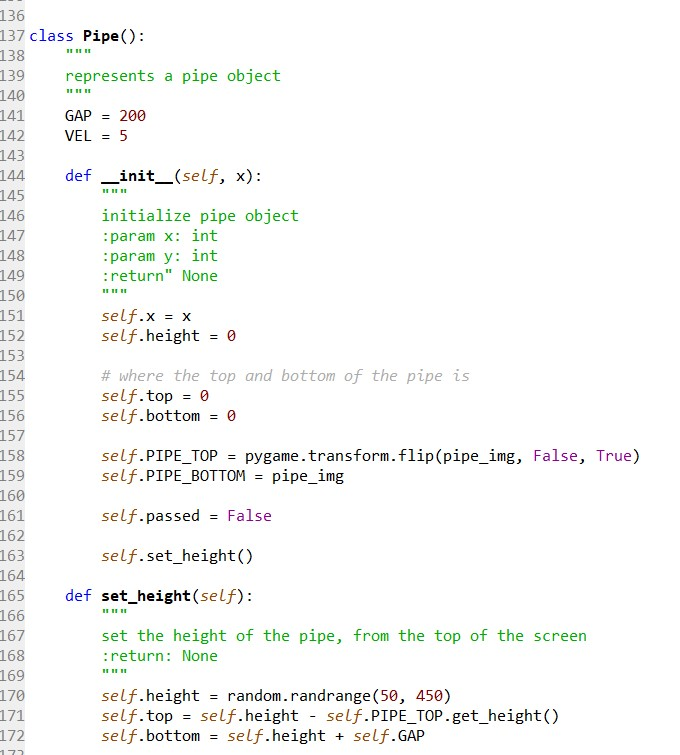 136
137 class Pipe():
138     """
139     represents a pipe object
140     """
141     GAP = 200
142     VEL = 5
143
144     def __init__(self, x):
145         """
146         initialize pipe object
147         :param x: int
148         :param y: int
149         :return" None
150         """
151         self.x = x
152         self.height = 0
153
154         # where the top and bottom of the pipe is
155         self.top = 0
156         self.bottom = 0
157
158         self.PIPE_TOP = pygame.transform.flip(pipe_img, False, True)
159         self.PIPE_BOTTOM = pipe_img
160
161         self.passed = False
162
163         self.set_height()
164
165     def set_height(self):
166         """
167         set the height of the pipe, from the top of the screen
168         :return: None
169         """
170         self.height = random.randrange(50, 450)
171         self.top = self.height - self.PIPE_TOP.get_height()
172         self.bottom = self.height + self.GAP